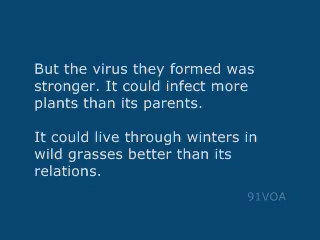 But the virus they formed was
stronger. It could infect more
plants than its parents.
It could live through winters in
wild grasses better than its
relations.
91VOA